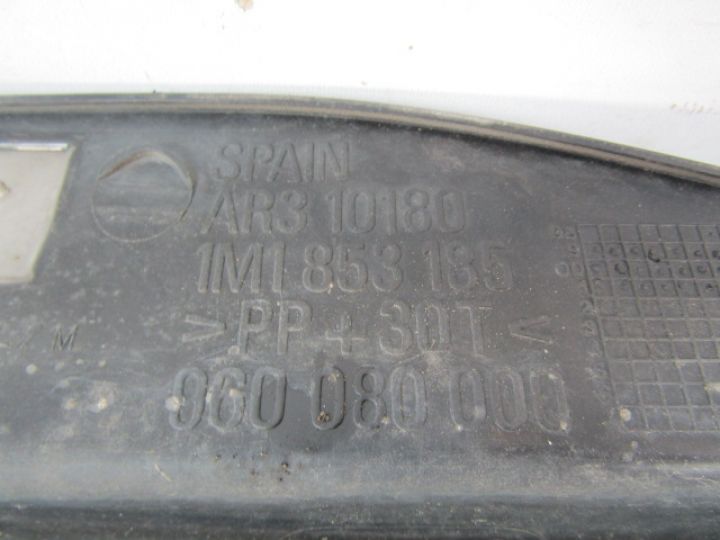 SPAIN
AR3 10180
1M1 853 185
>PP+30T<
060 080 000
M